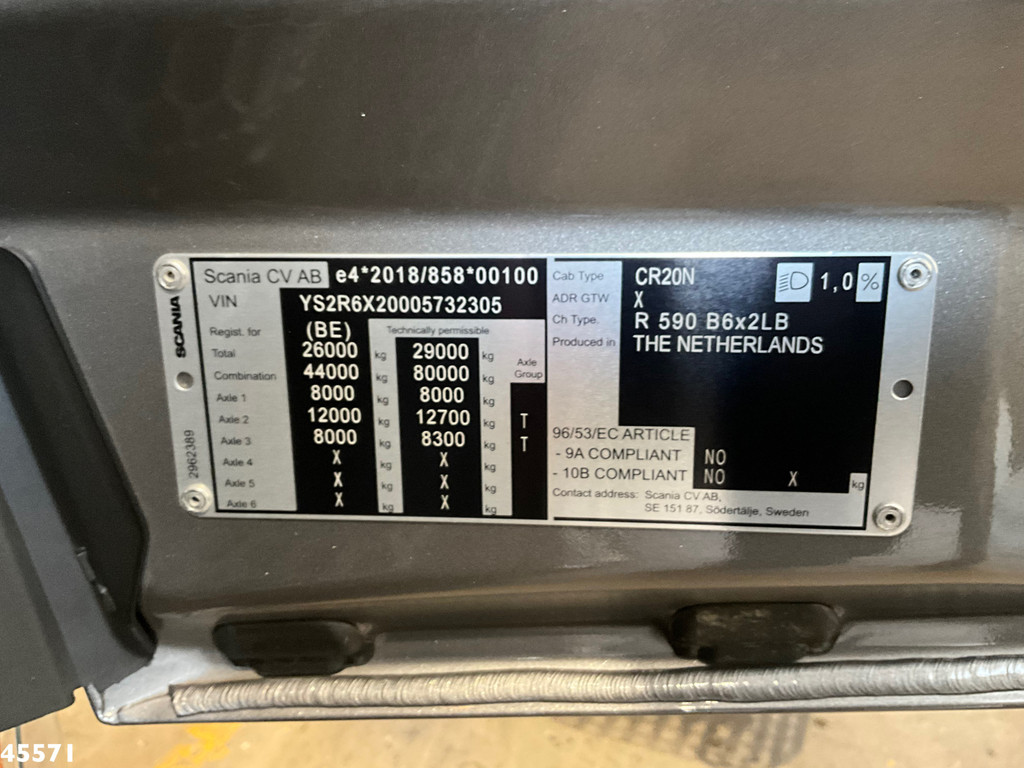 Scania CV AB e4*2018/858*00100
VIN YS2R6X20005732305
Regist. for (BE) Technically permissible
Total 26000 kg 29000 kg Axle Group
Combination 44000 kg 80000 kg
Axle 1 8000 kg 8000 kg
Axle 2 12000 kg 12700 kg T
Axle 3 8000 kg 8300 kg T
Axle 4 X kg X kg
Axle 5 X kg X kg
Axle 6 X kg X kg
SCANIA
2962389
Cab Type CR20N 1,0 %
ADR GTW X
Ch Type. R 590 B6x2LB
Produced in THE NETHERLANDS
96/53/EC ARTICLE
- 9A COMPLIANT NO
- 10B COMPLIANT NO X kg
Contact address: Scania CV AB,
SE 151 87, Södertälje, Sweden
45571